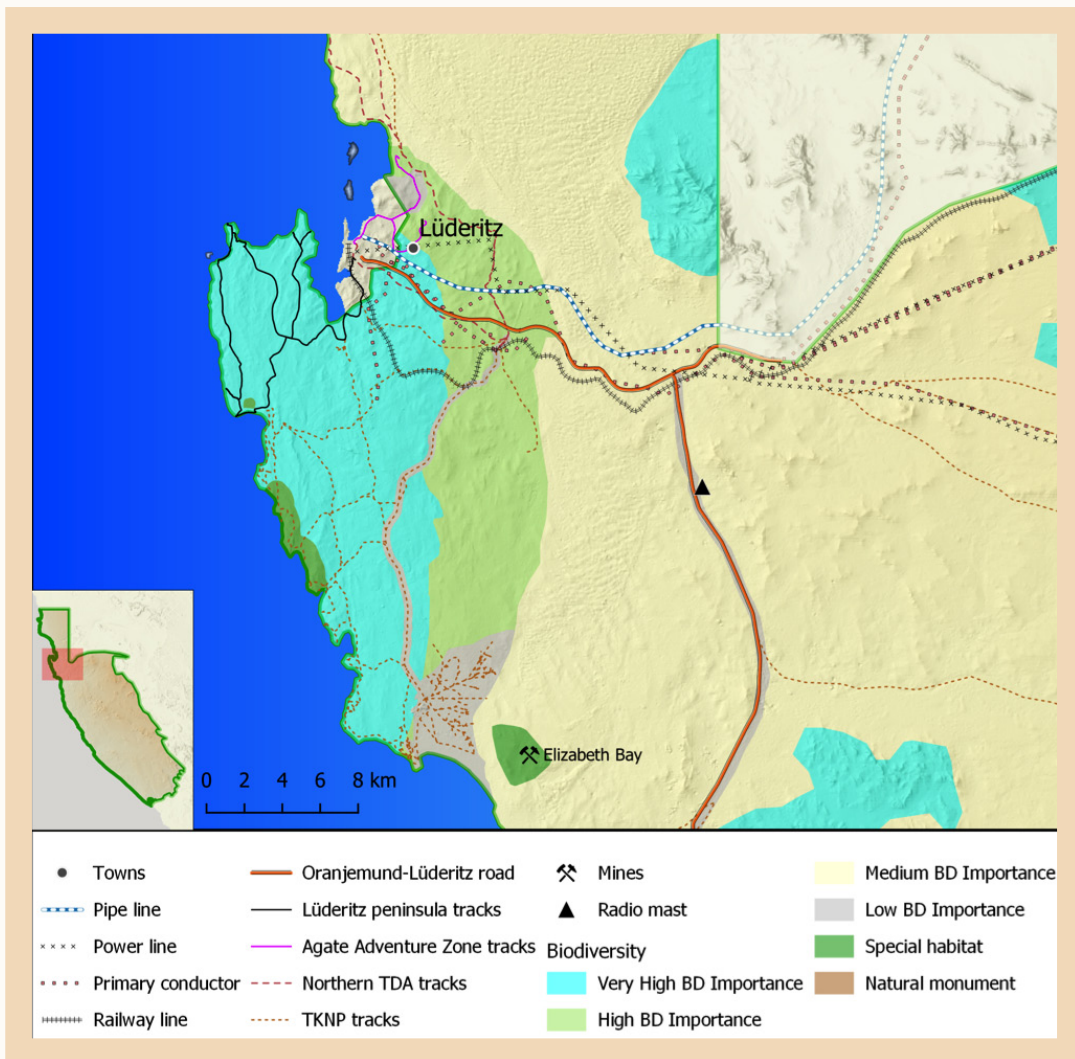 Lüderitz
Elizabeth Bay
0 2 4 6 8 km
Towns
Pipe line
Power line
Primary conductor
Railway line
Oranjemund-Lüderitz road
Lüderitz peninsula tracks
Agate Adventure Zone tracks
Northern TDA tracks
TKNP tracks
Mines
Radio mast
Biodiversity
Very High BD Importance
High BD Importance
Medium BD Importance
Low BD Importance
Special habitat
Natural monument